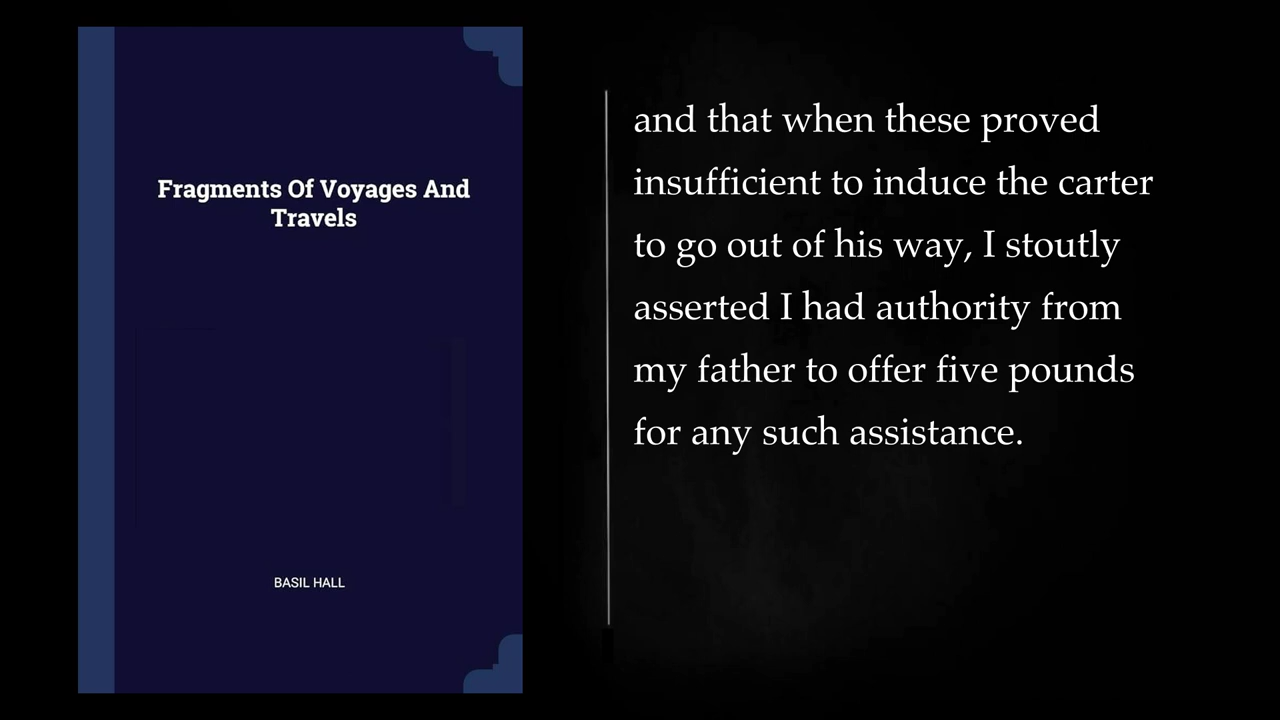 Fragments Of Voyages And
Travels
BASIL HALL
and that when these proved
insufficient to induce the carter
to go out of his way, I stoutly
asserted I had authority from
my father to offer five pounds
for any such assistance.